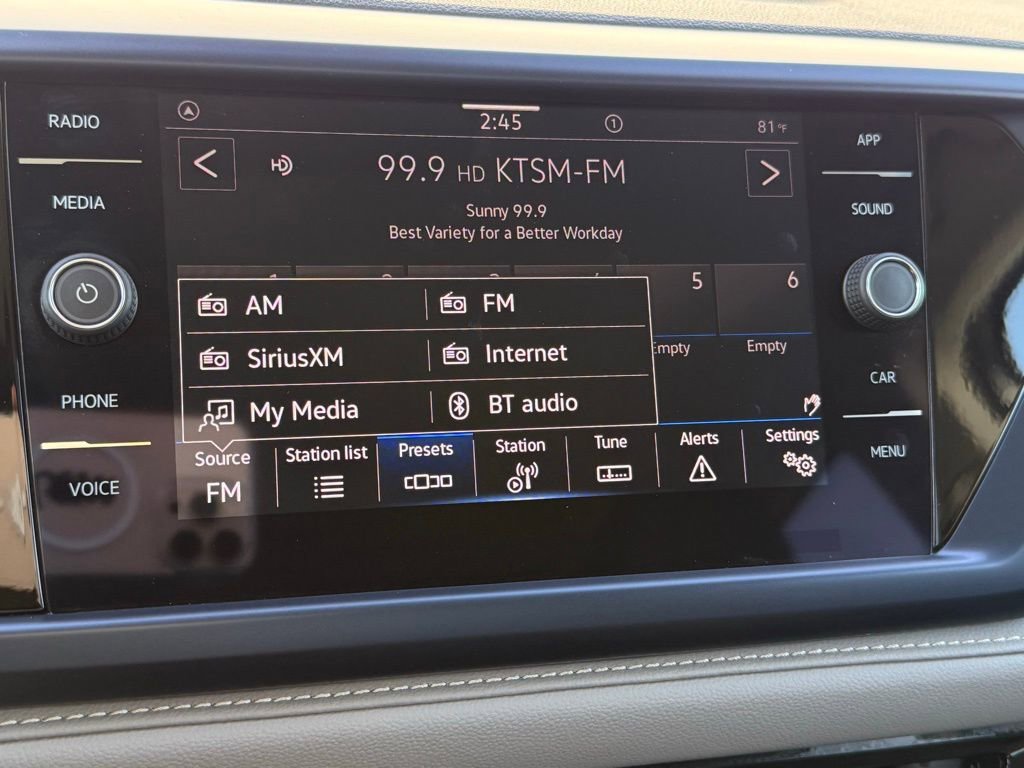 RADIO
MEDIA
PHONE
VOICE
2:45
1
81°F
HD
99.9 HD KTSM-FM
Sunny 99.9
Best Variety for a Better Workday
5
6
Empty
AM
FM
SiriusXM
Internet
My Media
BT audio
Source
FM
Station list
Presets
Station
Tune
Alerts
Settings
APP
SOUND
CAR
MENU